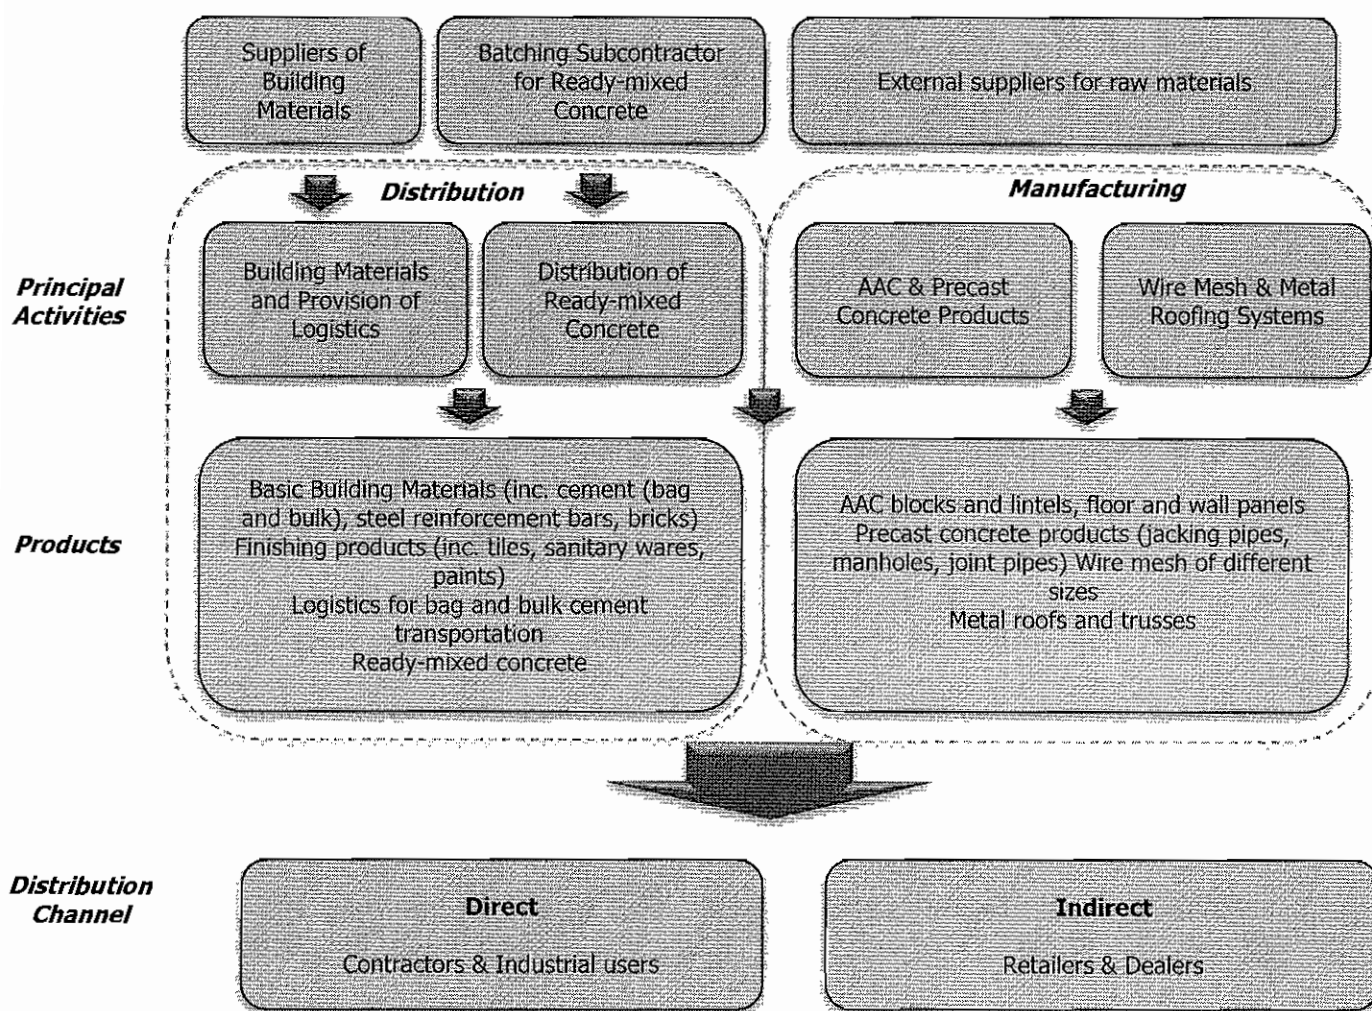 Suppliers of
Building
Materials
Batching Subcontractor
for Ready-mixed
Concrete
External suppliers for raw materials
Distribution
Manufacturing
Principal
Activities
Building Materials
and Provision of
Logistics
Distribution of
Ready-mixed
Concrete
AAC & Precast
Concrete Products
Wire Mesh & Metal
Roofing Systems
Products
Basic Building Materials (inc. cement (bag
and bulk), steel reinforcement bars, bricks)
Finishing products (inc. tiles, sanitary wares,
paints)
Logistics for bag and bulk cement
transportation
Ready-mixed concrete
AAC blocks and lintels, floor and wall panels
Precast concrete products (jacking pipes,
manholes, joint pipes) Wire mesh of different
sizes
Metal roofs and trusses
Distribution
Channel
Direct
Contractors & Industrial users
Indirect
Retailers & Dealers